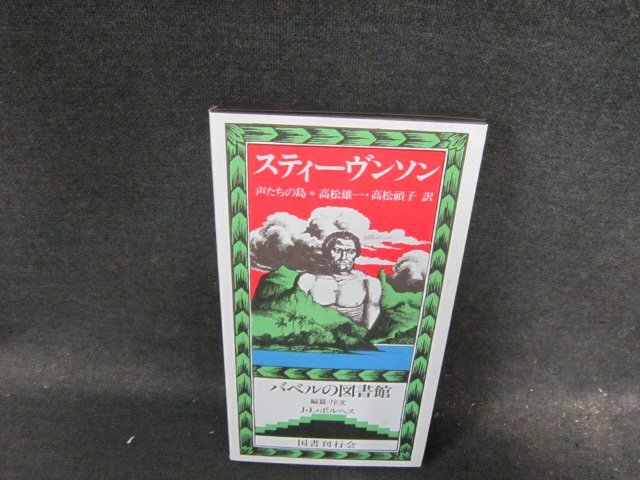 スティーヴンソン
声たちの島＊高松雄一・高松禎子 訳
バベルの図書館
編纂/序文
J・L・ボルヘス
国書刊行会